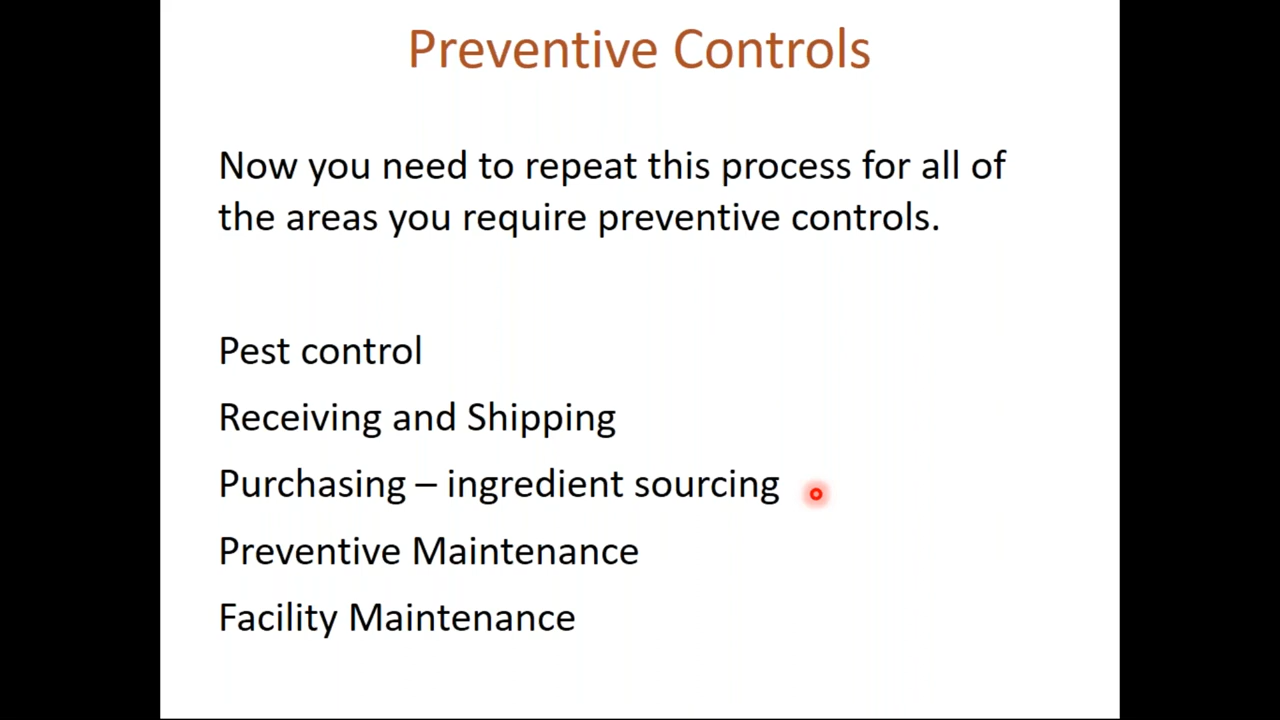 Preventive Controls
Now you need to repeat this process for all of
the areas you require preventive controls.
Pest control
Receiving and Shipping
Purchasing – ingredient sourcing
Preventive Maintenance
Facility Maintenance